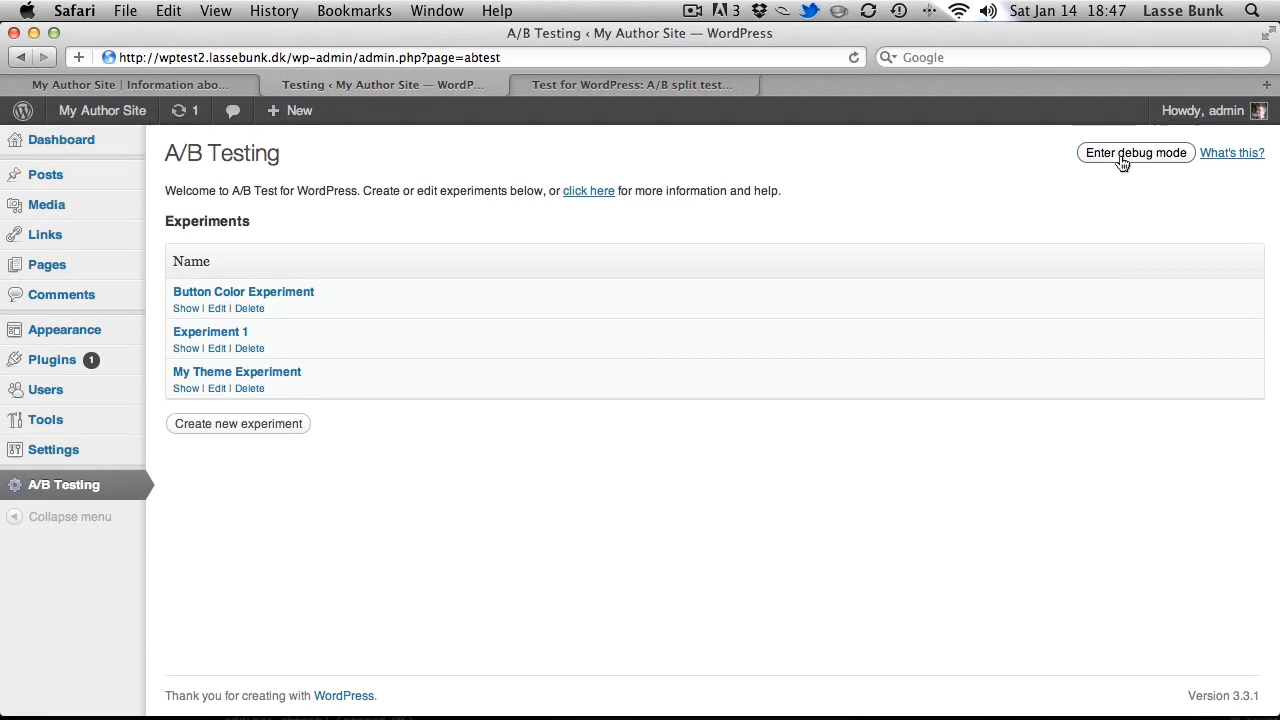 Safari File Edit View History Bookmarks Window Help 3 Sat Jan 14 18:47 Lasse Bunk
A/B Testing ‹ My Author Site — WordPress
http://wptest2.lassebunk.dk/wp-admin/admin.php?page=abtest Google
My Author Site | Information abo... Testing ‹ My Author Site — WordP... Test for WordPress: A/B split test...
My Author Site 1 + New Howdy, admin
Dashboard
Posts
Media
Links
Pages
Comments
Appearance
Plugins 1
Users
Tools
Settings
A/B Testing
Collapse menu
A/B Testing
Enter debug mode What's this?
Welcome to A/B Test for WordPress. Create or edit experiments below, or click here for more information and help.
Experiments
Name
Button Color Experiment
Show | Edit | Delete
Experiment 1
Show | Edit | Delete
My Theme Experiment
Show | Edit | Delete
Create new experiment
Thank you for creating with WordPress. Version 3.3.1